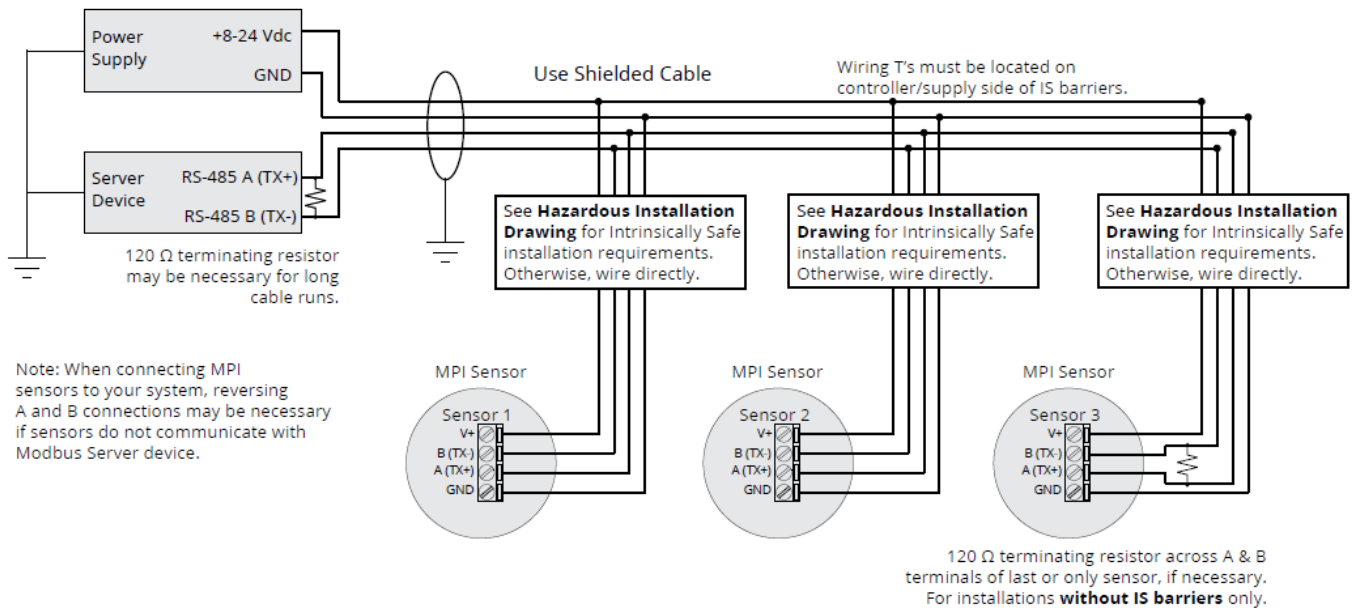 Power
Supply
+8-24 Vdc
GND
Use Shielded Cable
Wiring T's must be located on
controller/supply side of IS barriers.
Server
Device
RS-485 A (TX+)
RS-485 B (TX-)
120 Ω terminating resistor
may be necessary for long
cable runs.
See Hazardous Installation
Drawing for Intrinsically Safe
installation requirements.
Otherwise, wire directly.
See Hazardous Installation
Drawing for Intrinsically Safe
installation requirements.
Otherwise, wire directly.
See Hazardous Installation
Drawing for Intrinsically Safe
installation requirements.
Otherwise, wire directly.
Note: When connecting MPI
sensors to your system, reversing
A and B connections may be necessary
if sensors do not communicate with
Modbus Server device.
MPI Sensor
Sensor 1
V+
B (TX-)
A (TX+)
GND
MPI Sensor
Sensor 2
V+
B (TX-)
A (TX+)
GND
MPI Sensor
Sensor 3
V+
B (TX-)
A (TX+)
GND
120 Ω terminating resistor across A & B
terminals of last or only sensor, if necessary.
For installations without IS barriers only.